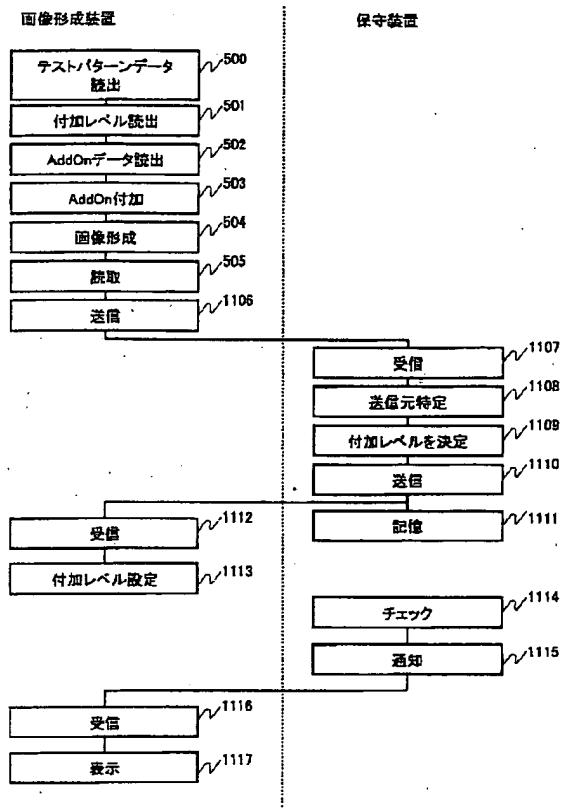 画像形成装置
保守装置
テストパターンデータ
読出
500
付加レベル読出
501
AddOnデータ読出
502
AddOn付加
503
画像形成
504
読取
505
送信
1106
受信
1107
送信元特定
1108
付加レベルを決定
1109
送信
1110
記憶
1111
受信
1112
付加レベル設定
1113
チェック
1114
通知
1115
受信
1116
表示
1117